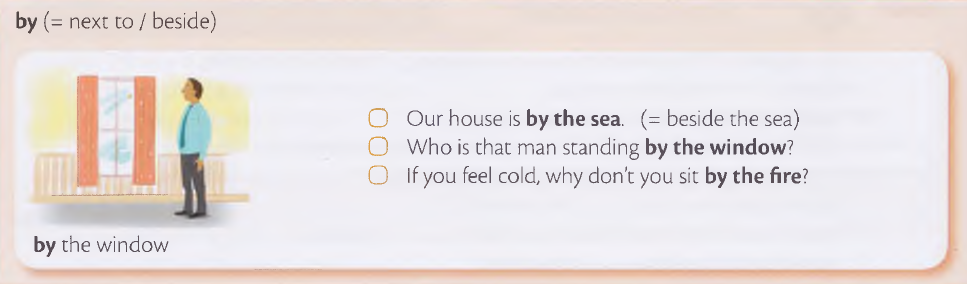 by (= next to / beside)
Our house is by the sea. (= beside the sea)
Who is that man standing by the window?
If you feel cold, why don't you sit by the fire?
by the window